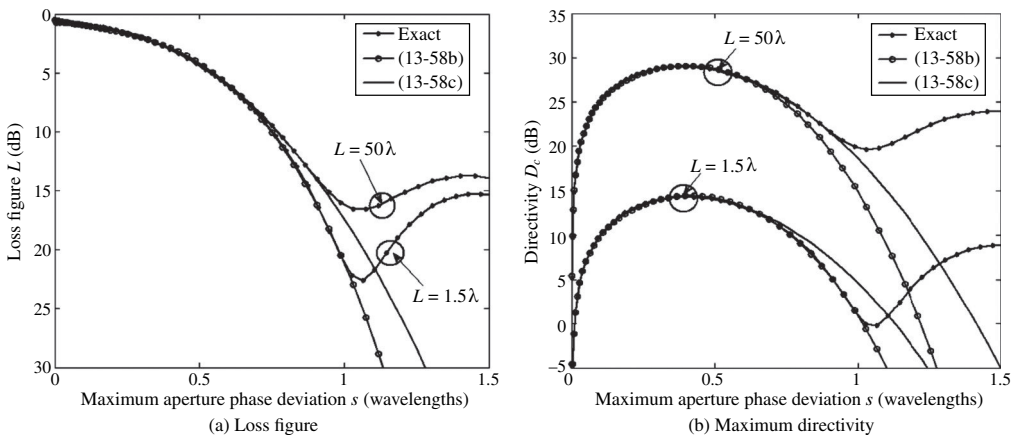 0
5
10
15
20
25
30
Loss figure L (dB)
Exact
(13-58b)
(13-58c)
L = 50λ
L = 1.5λ
0
0.5
1
1.5
Maximum aperture phase deviation s (wavelengths)
(a) Loss figure
35
30
25
20
15
10
5
0
−5
Directivity Dc (dB)
L = 50λ
Exact
(13-58b)
(13-58c)
L = 1.5λ
0
0.5
1
1.5
Maximum aperture phase deviation s (wavelengths)
(b) Maximum directivity